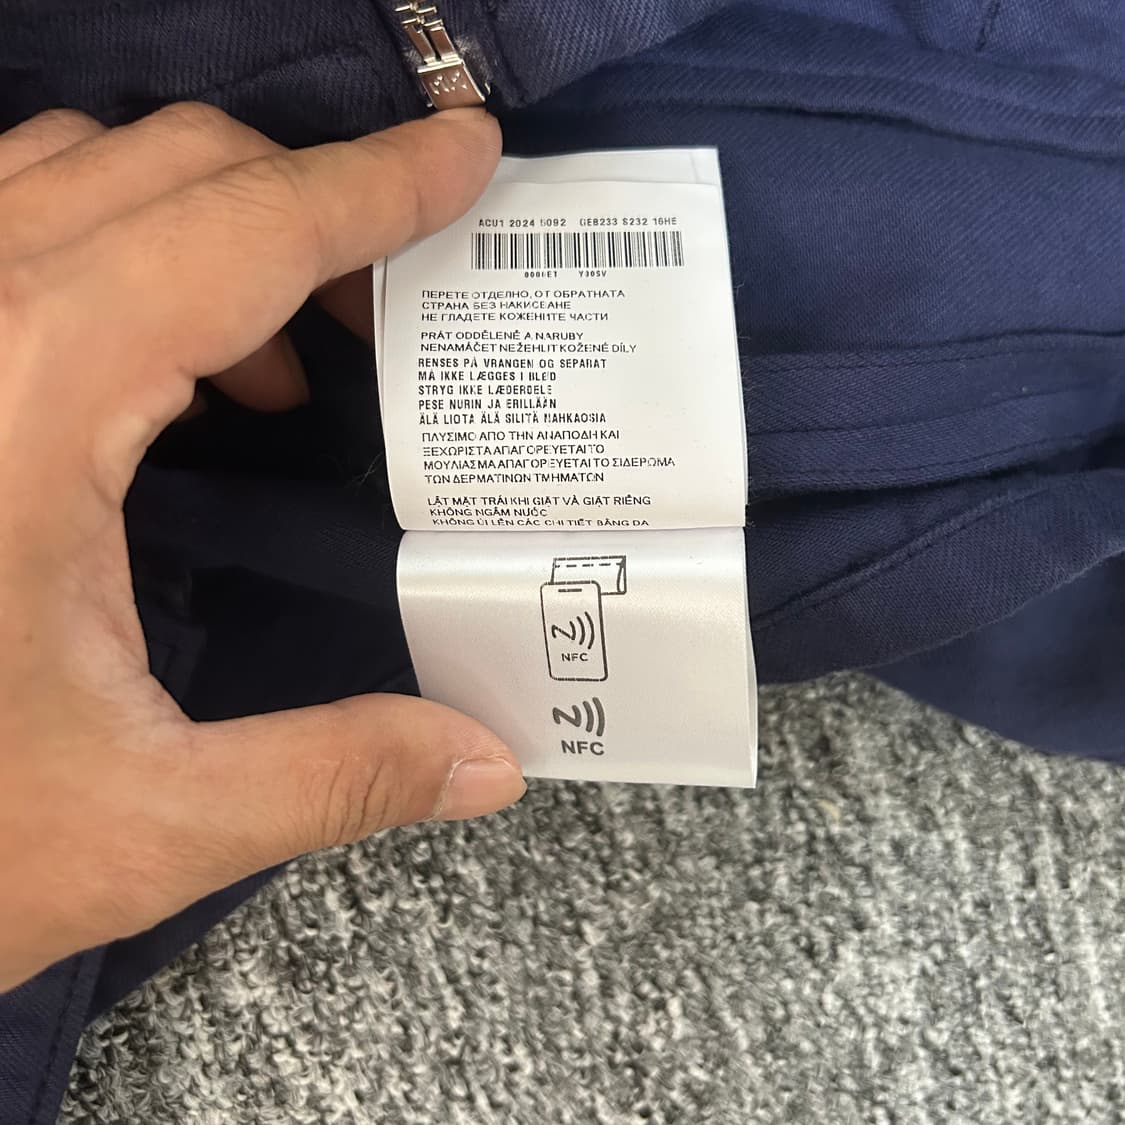 ACU1 2024 5092 GE8233 S232 16HE
Y30SV
ПЕРЕТЕ ОТДЕЛНО, ОТ ОБРАТНАТА
СТРАНА БЕЗ НАКИСВАНЕ
НЕ ГЛАДЕТЕ КОЖЕНИТЕ ЧАСТИ
PRÁT ODDĚLENĚ A NARUBY
NENAMÁČET NEŽEHLIT KOŽENÉ DÍLY
RENSES PÅ VRANGEN OG SEPARAT
MÅ IKKE LÆGGES I BLØD
STRYG IKKE LÆDERDELE
PESE NURIN JA ERILLÄÄN
ÄLÄ LIOTA ÄLÄ SILITÄ NAHKAOSIA
ΠΛΥΣΙΜΟ ΑΠΟ ΤΗΝ ΑΝΑΠΟΔΗ ΚΑΙ
ΞΕΧΩΡΙΣΤΑ ΑΠΑΓΟΡΕΥΕΤΑΙ ΤΟ
ΜΟΥΛΙΑΣΜΑ ΑΠΑΓΟΡΕΥΕΤΑΙ ΤΟ ΣΙΔΕΡΩΜΑ
ΤΩΝ ΔΕΡΜΑΤΙΝΩΝ ΤΜΗΜΑΤΩΝ
LẬT MẶT TRÁI KHI GIẶT VÀ GIẶT RIÊNG
KHÔNG NGÂM NƯỚC
KHÔNG ỦI LÊN CÁC CHI TIẾT BẰNG DA
NFC
NFC